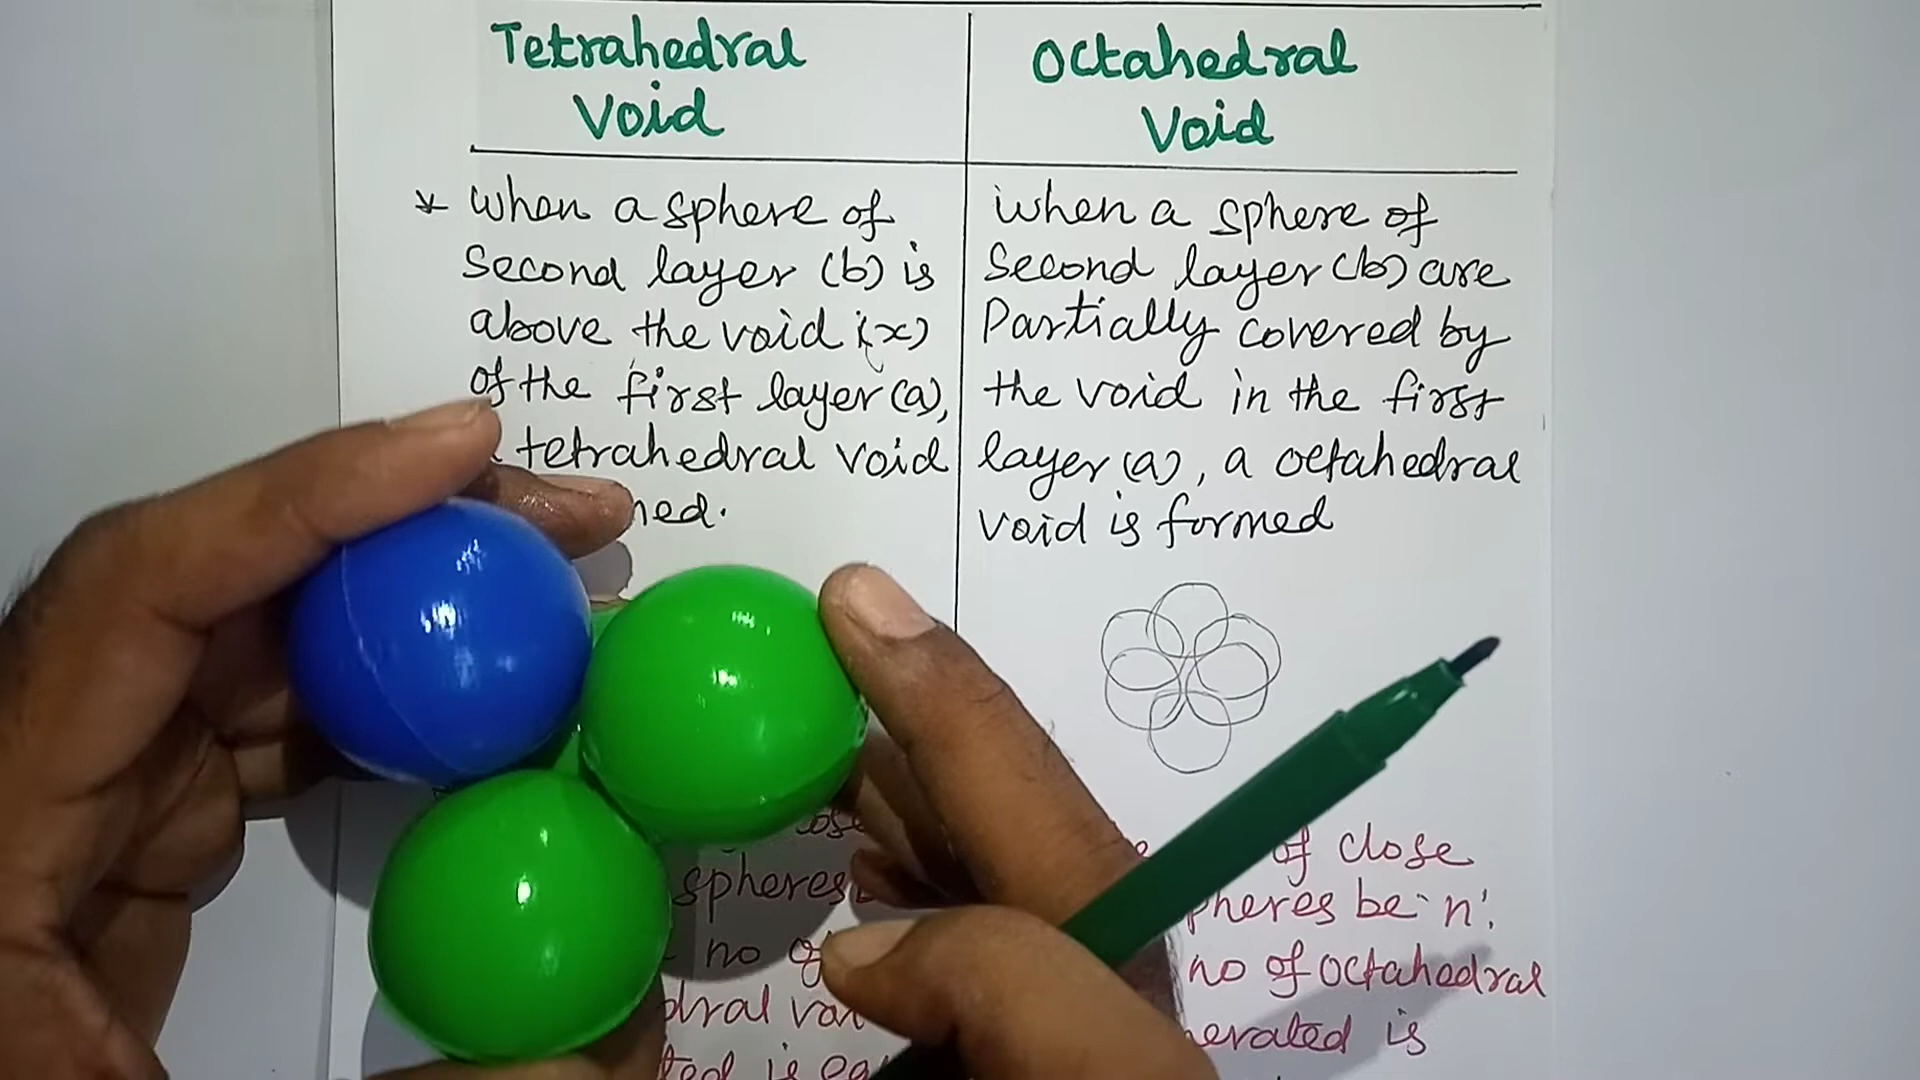 Tetrahedral
Void
* when a sphere of
second layer (b) is
above the void (x)
of the first layer (a),
tetrahedral void
Octahedral
Void
when a sphere of
second layer (b) are
Partially covered by
the void in the first
layer (a), a octahedral
void is formed
spheres
no of
of close
be 'n'.
no of octahedral
is